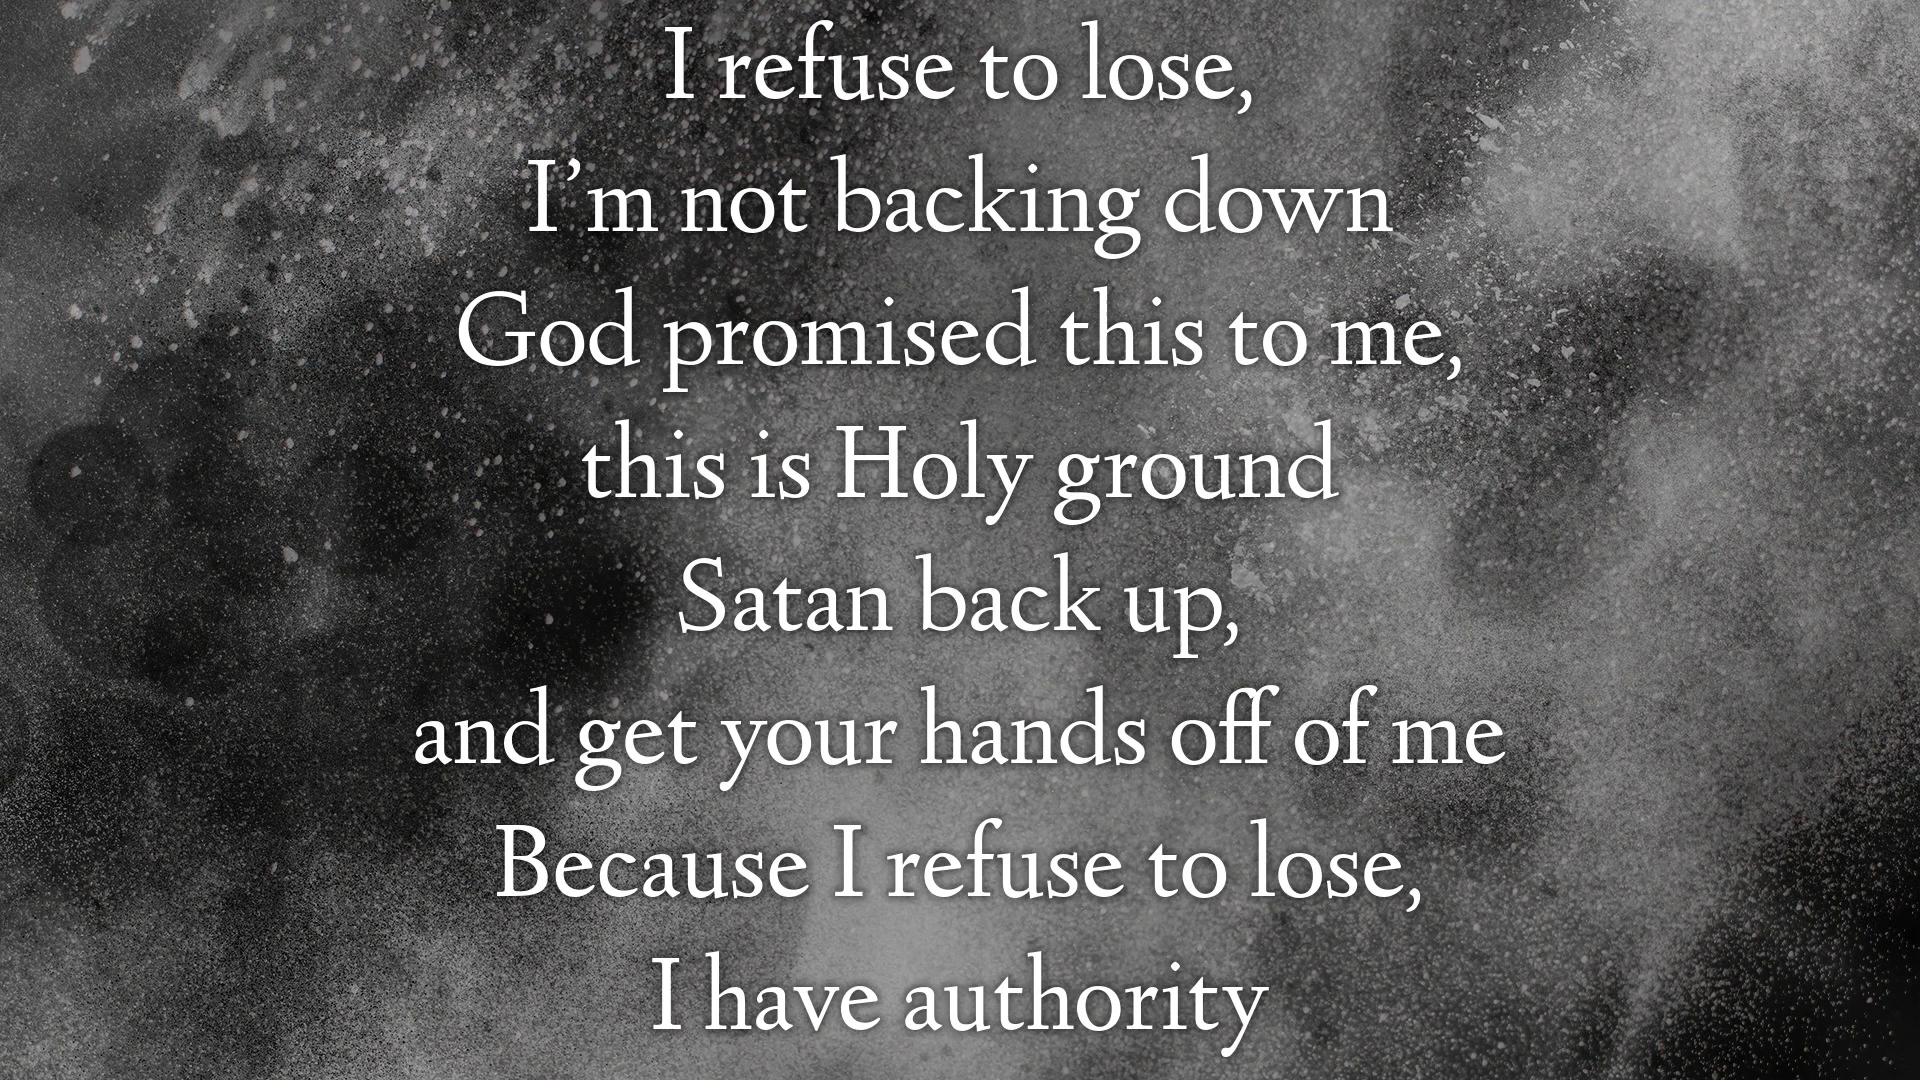 I refuse to lose,
I’m not backing down
God promised this to me,
this is Holy ground
Satan back up,
and get your hands off of me
Because I refuse to lose,
I have authority